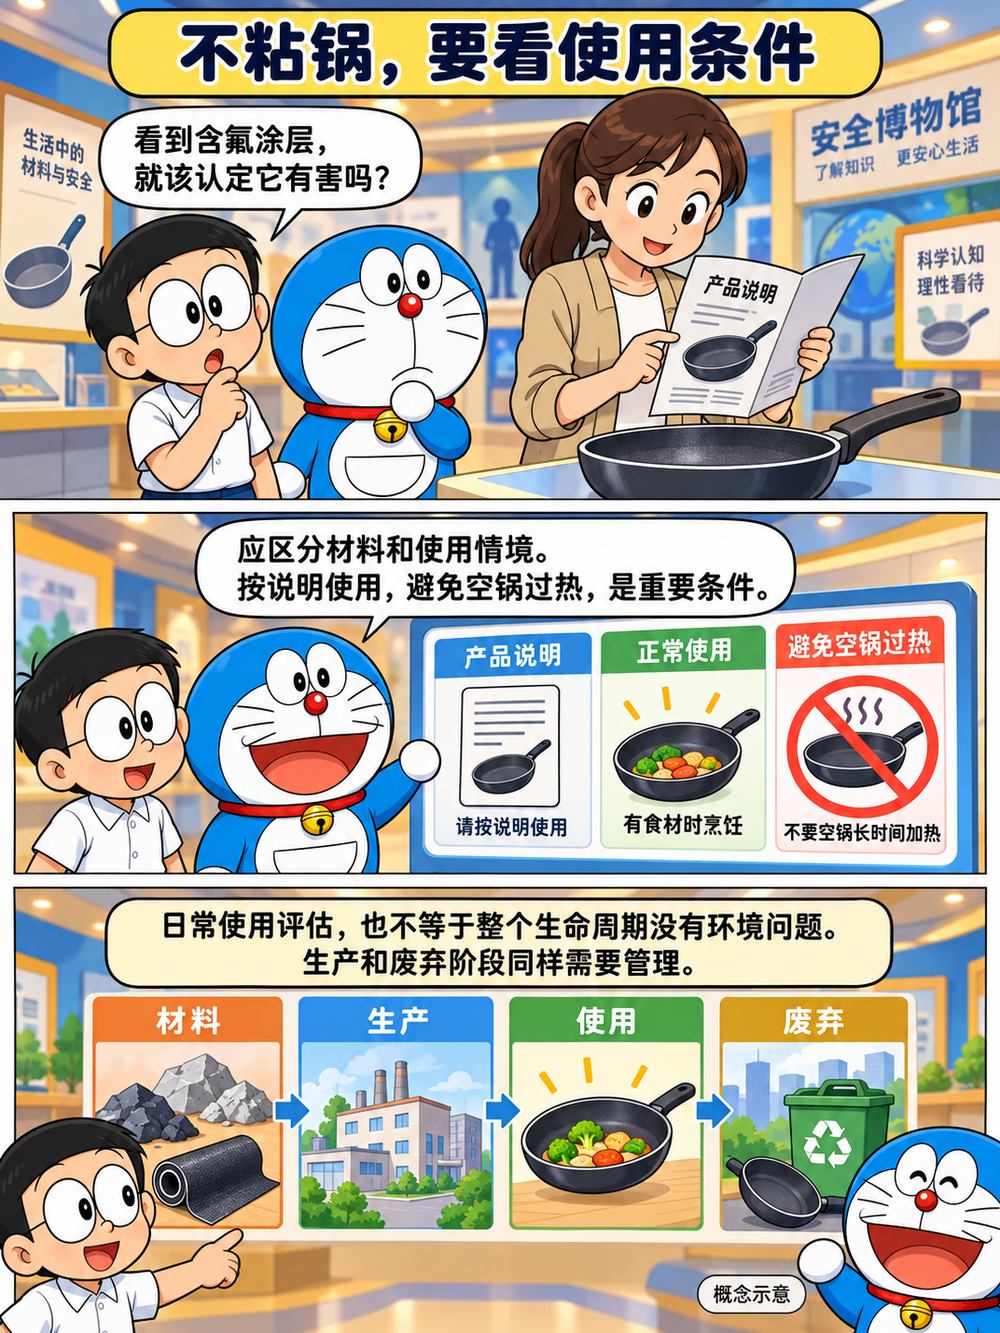 不粘锅，要看使用条件
看到含氟涂层，
就该认定它有害吗？
生活中的
材料与安全
安全博物馆
了解知识 更安心生活
科学认知
理性看待
产品说明
应区分材料和使用情境。
按说明使用，避免空锅过热，是重要条件。
产品说明
请按说明使用
正常使用
有食材时烹饪
避免空锅过热
不要空锅长时间加热
日常使用评估，也不等于整个生命周期没有环境问题。
生产和废弃阶段同样需要管理。
材料
生产
使用
废弃
概念示意